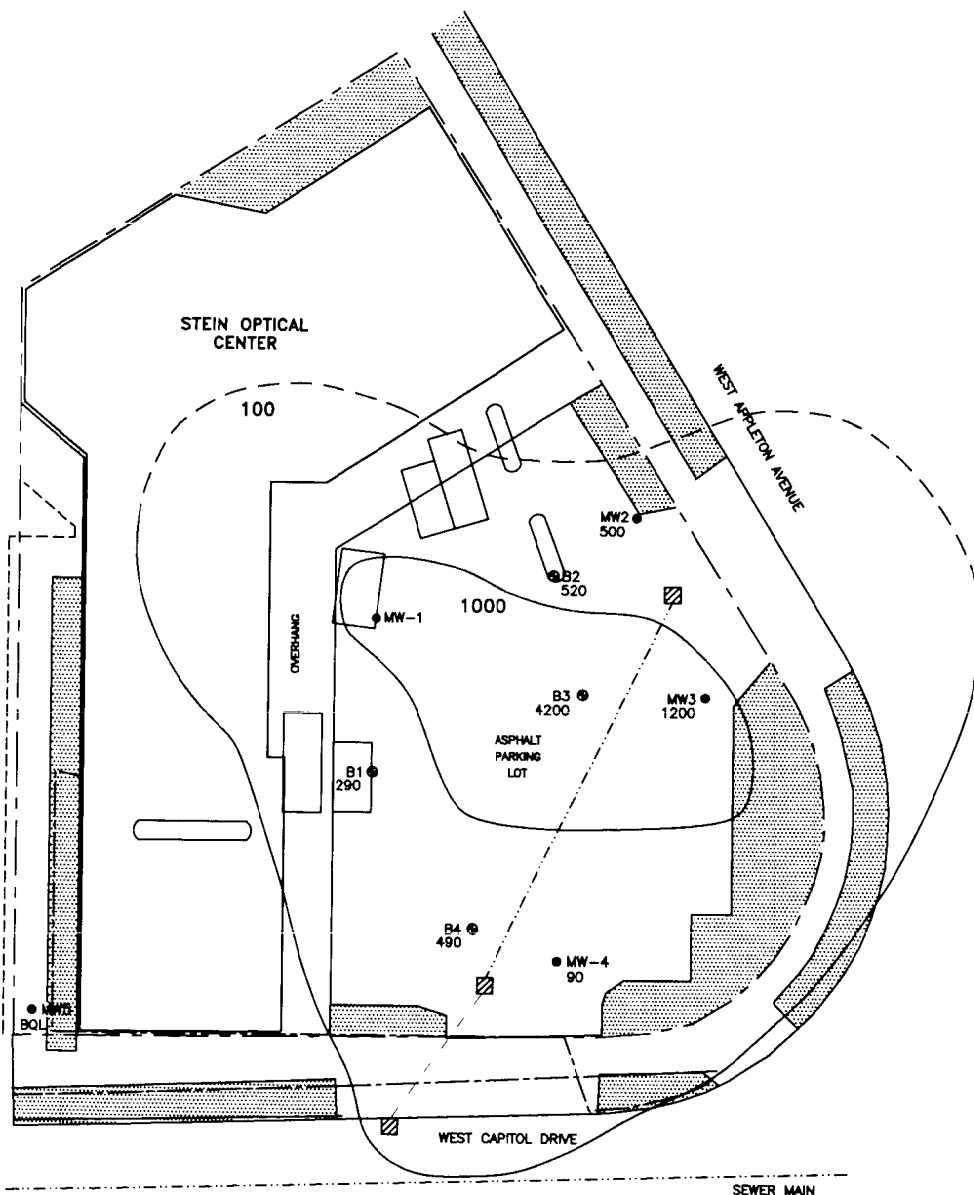 STEIN OPTICAL
CENTER
100
WEST APPLETON AVENUE
MW2
500
B2
520
1000
MW-1
OVERHANG
B3
4200
MW3
1200
ASPHALT
PARKING
LOT
B1
290
B4
490
MW-4
90
BQL
WEST CAPITOL DRIVE
SEWER MAIN